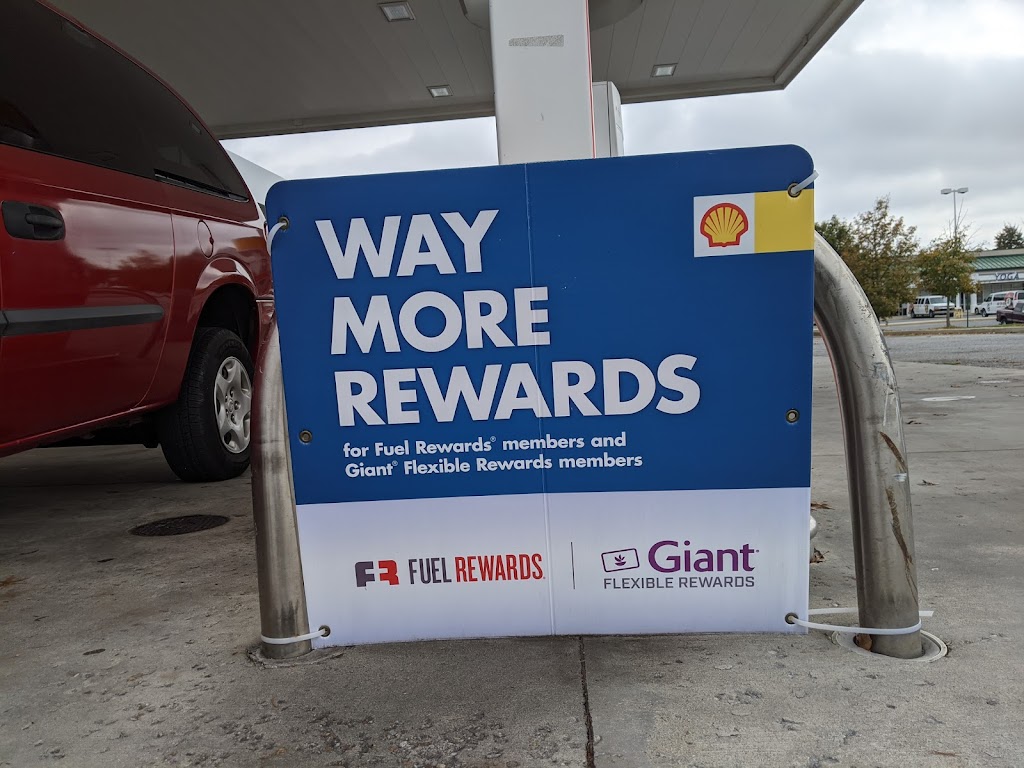 WAY
MORE
REWARDS
for Fuel Rewards® members and
Giant® Flexible Rewards members
FR FUEL REWARDS
Giant
FLEXIBLE REWARDS
YOGA